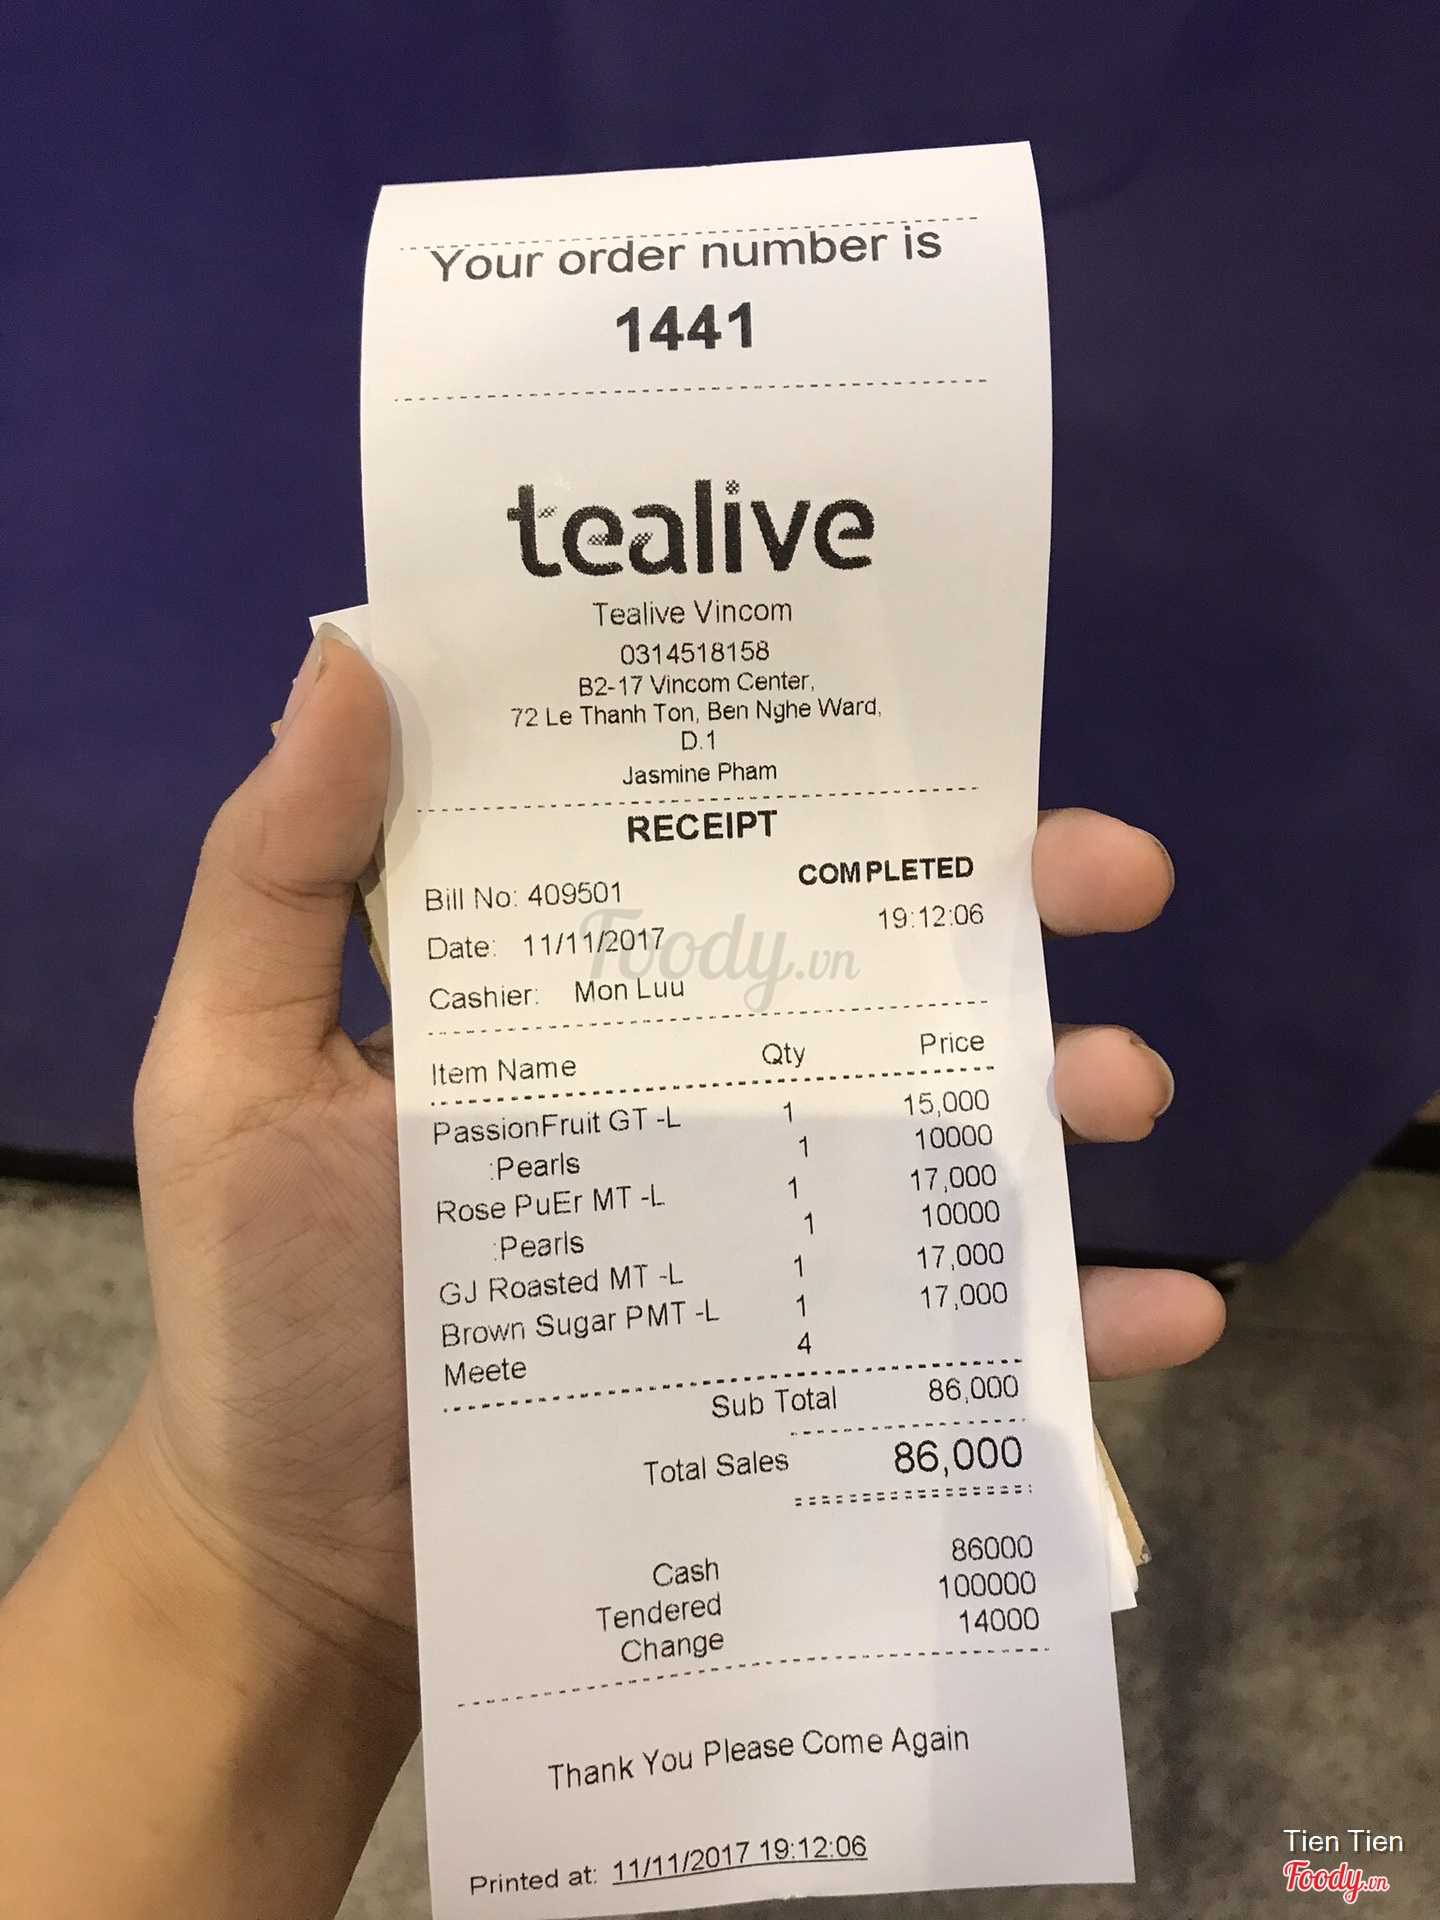 Your order number is
1441
tealive
Tealive Vincom
0314518158
B2-17 Vincom Center,
72 Le Thanh Ton, Ben Nghe Ward,
D.1
Jasmine Pham
RECEIPT
COMPLETED
Bill No: 409501
Date: 11/11/2017 19:12:06
Cashier: Mon Luu
Foody.vn
Item Name Qty Price
PassionFruit GT -L 1 15,000
:Pearls 1 10000
Rose PuEr MT -L 1 17,000
:Pearls 1 10000
GJ Roasted MT -L 1 17,000
Brown Sugar PMT -L 1 17,000
Meete 4
Sub Total 86,000
Total Sales 86,000
Cash 86000
Tendered 100000
Change 14000
Thank You Please Come Again
Printed at: 11/11/2017 19:12:06
Tien Tien
Foody.vn